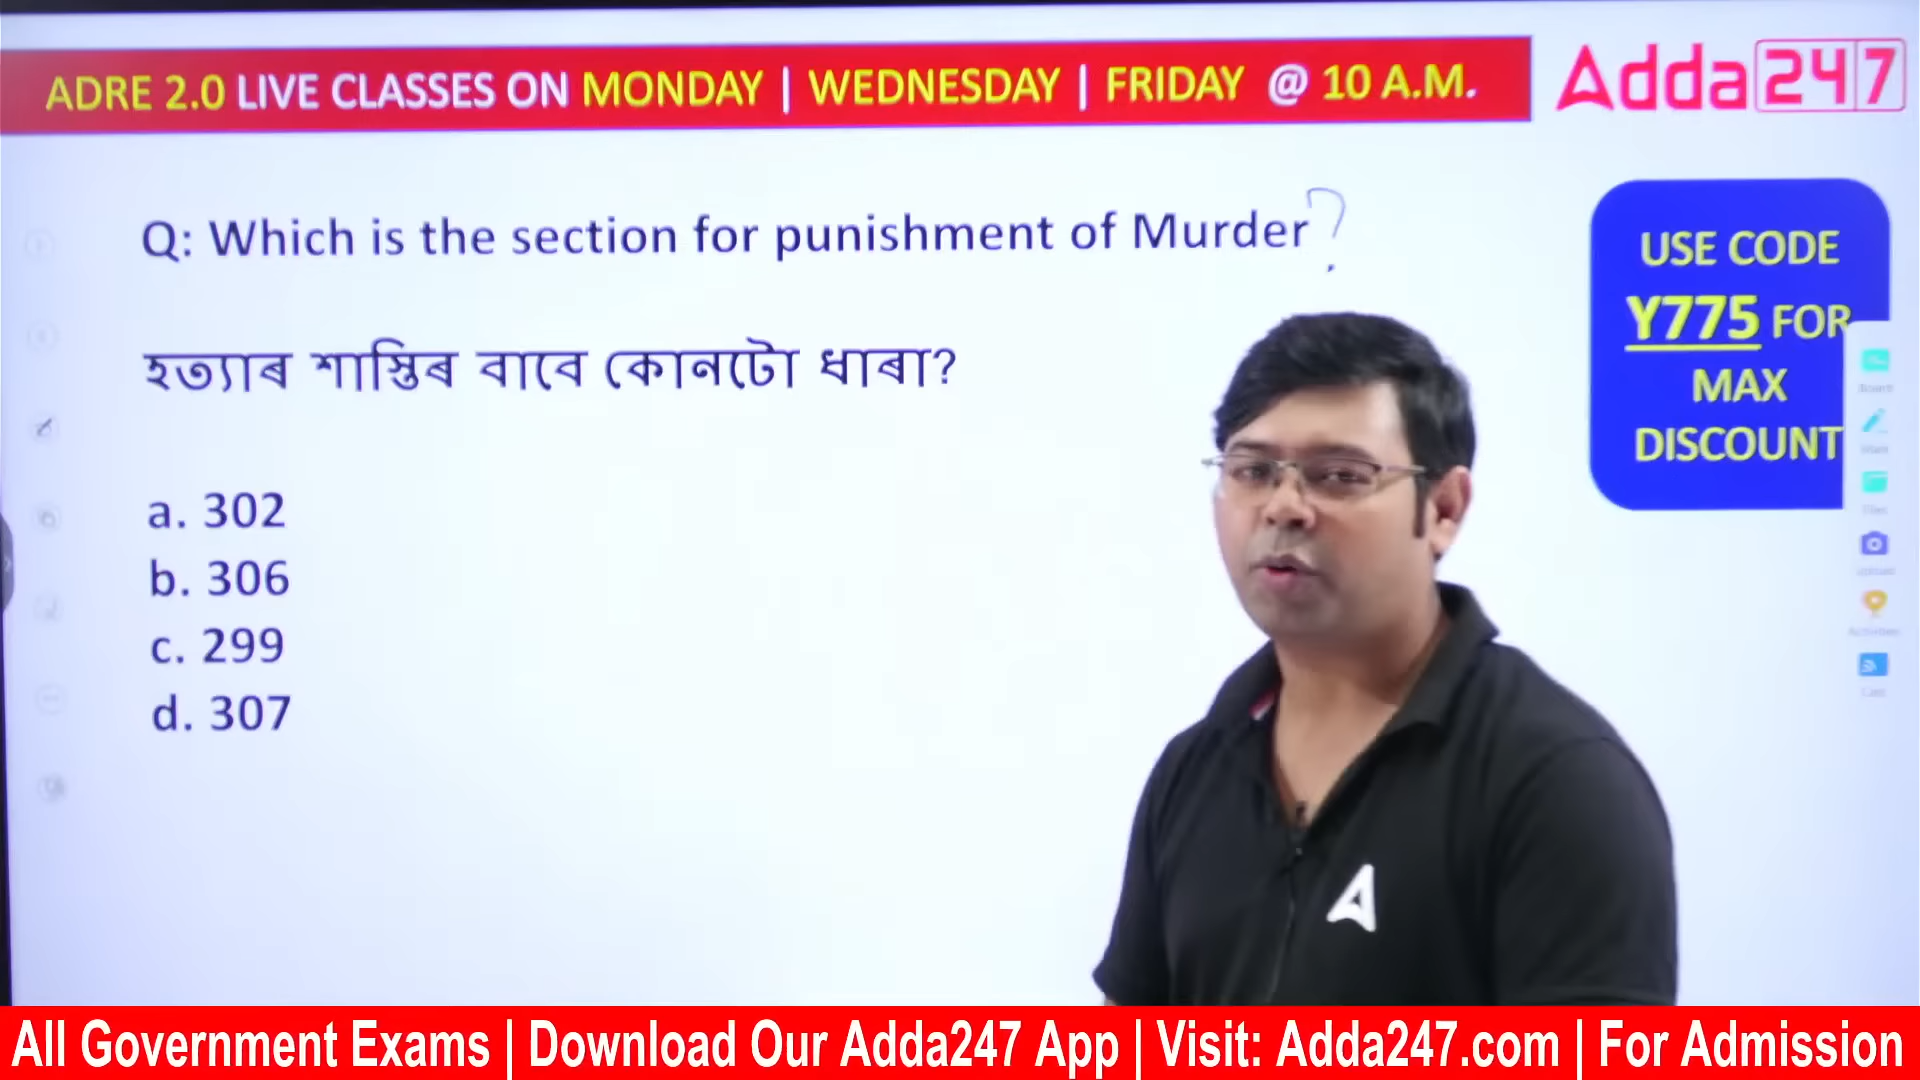 ADRE 2.0 LIVE CLASSES ON MONDAY | WEDNESDAY | FRIDAY @ 10 A.M.
Adda247
Q: Which is the section for punishment of Murder?
হত্যাৰ শাস্তিৰ বাবে কোনটো ধাৰা?
a. 302
b. 306
c. 299
d. 307
USE CODE
Y775 FOR
MAX
DISCOUNT
Board
All Government Exams | Download Our Adda247 App | Visit: Adda247.com | For Admission